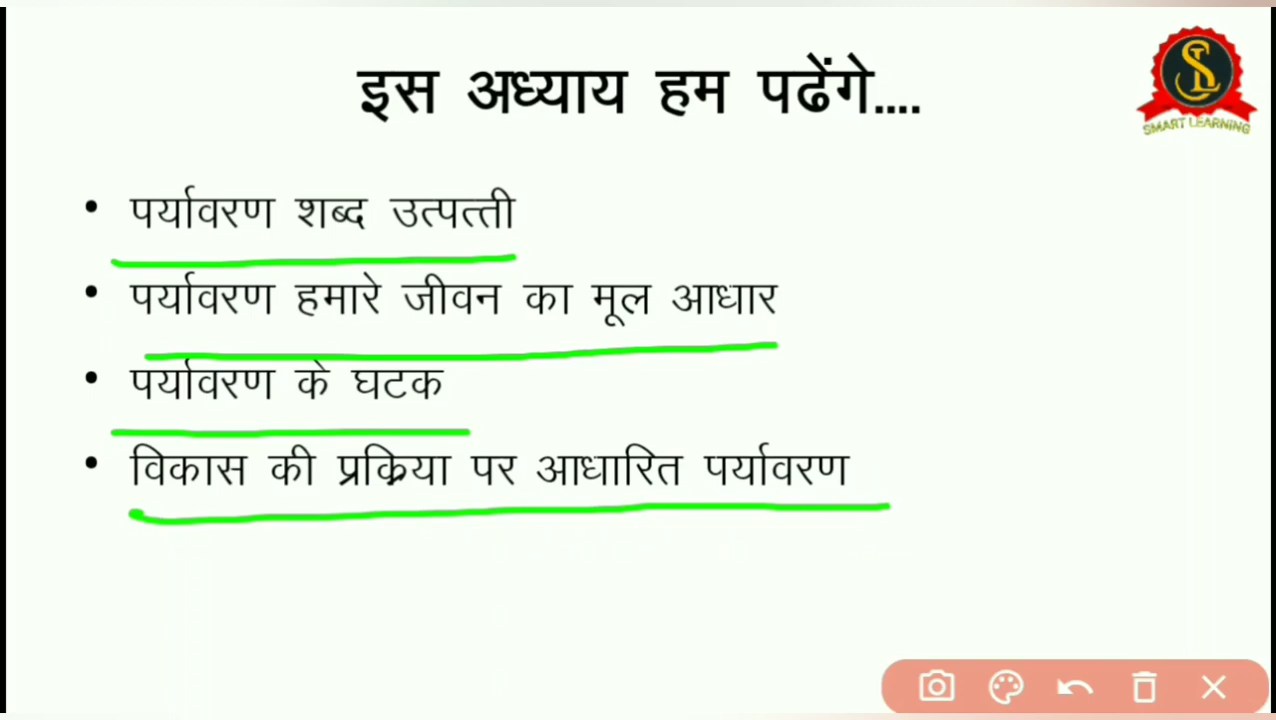 इस अध्याय हम पढेंगे....
SMART LEARNING
• पर्यावरण शब्द उत्पत्ती
• पर्यावरण हमारे जीवन का मूल आधार
• पर्यावरण के घटक
• विकास की प्रक्रिया पर आधारित पर्यावरण